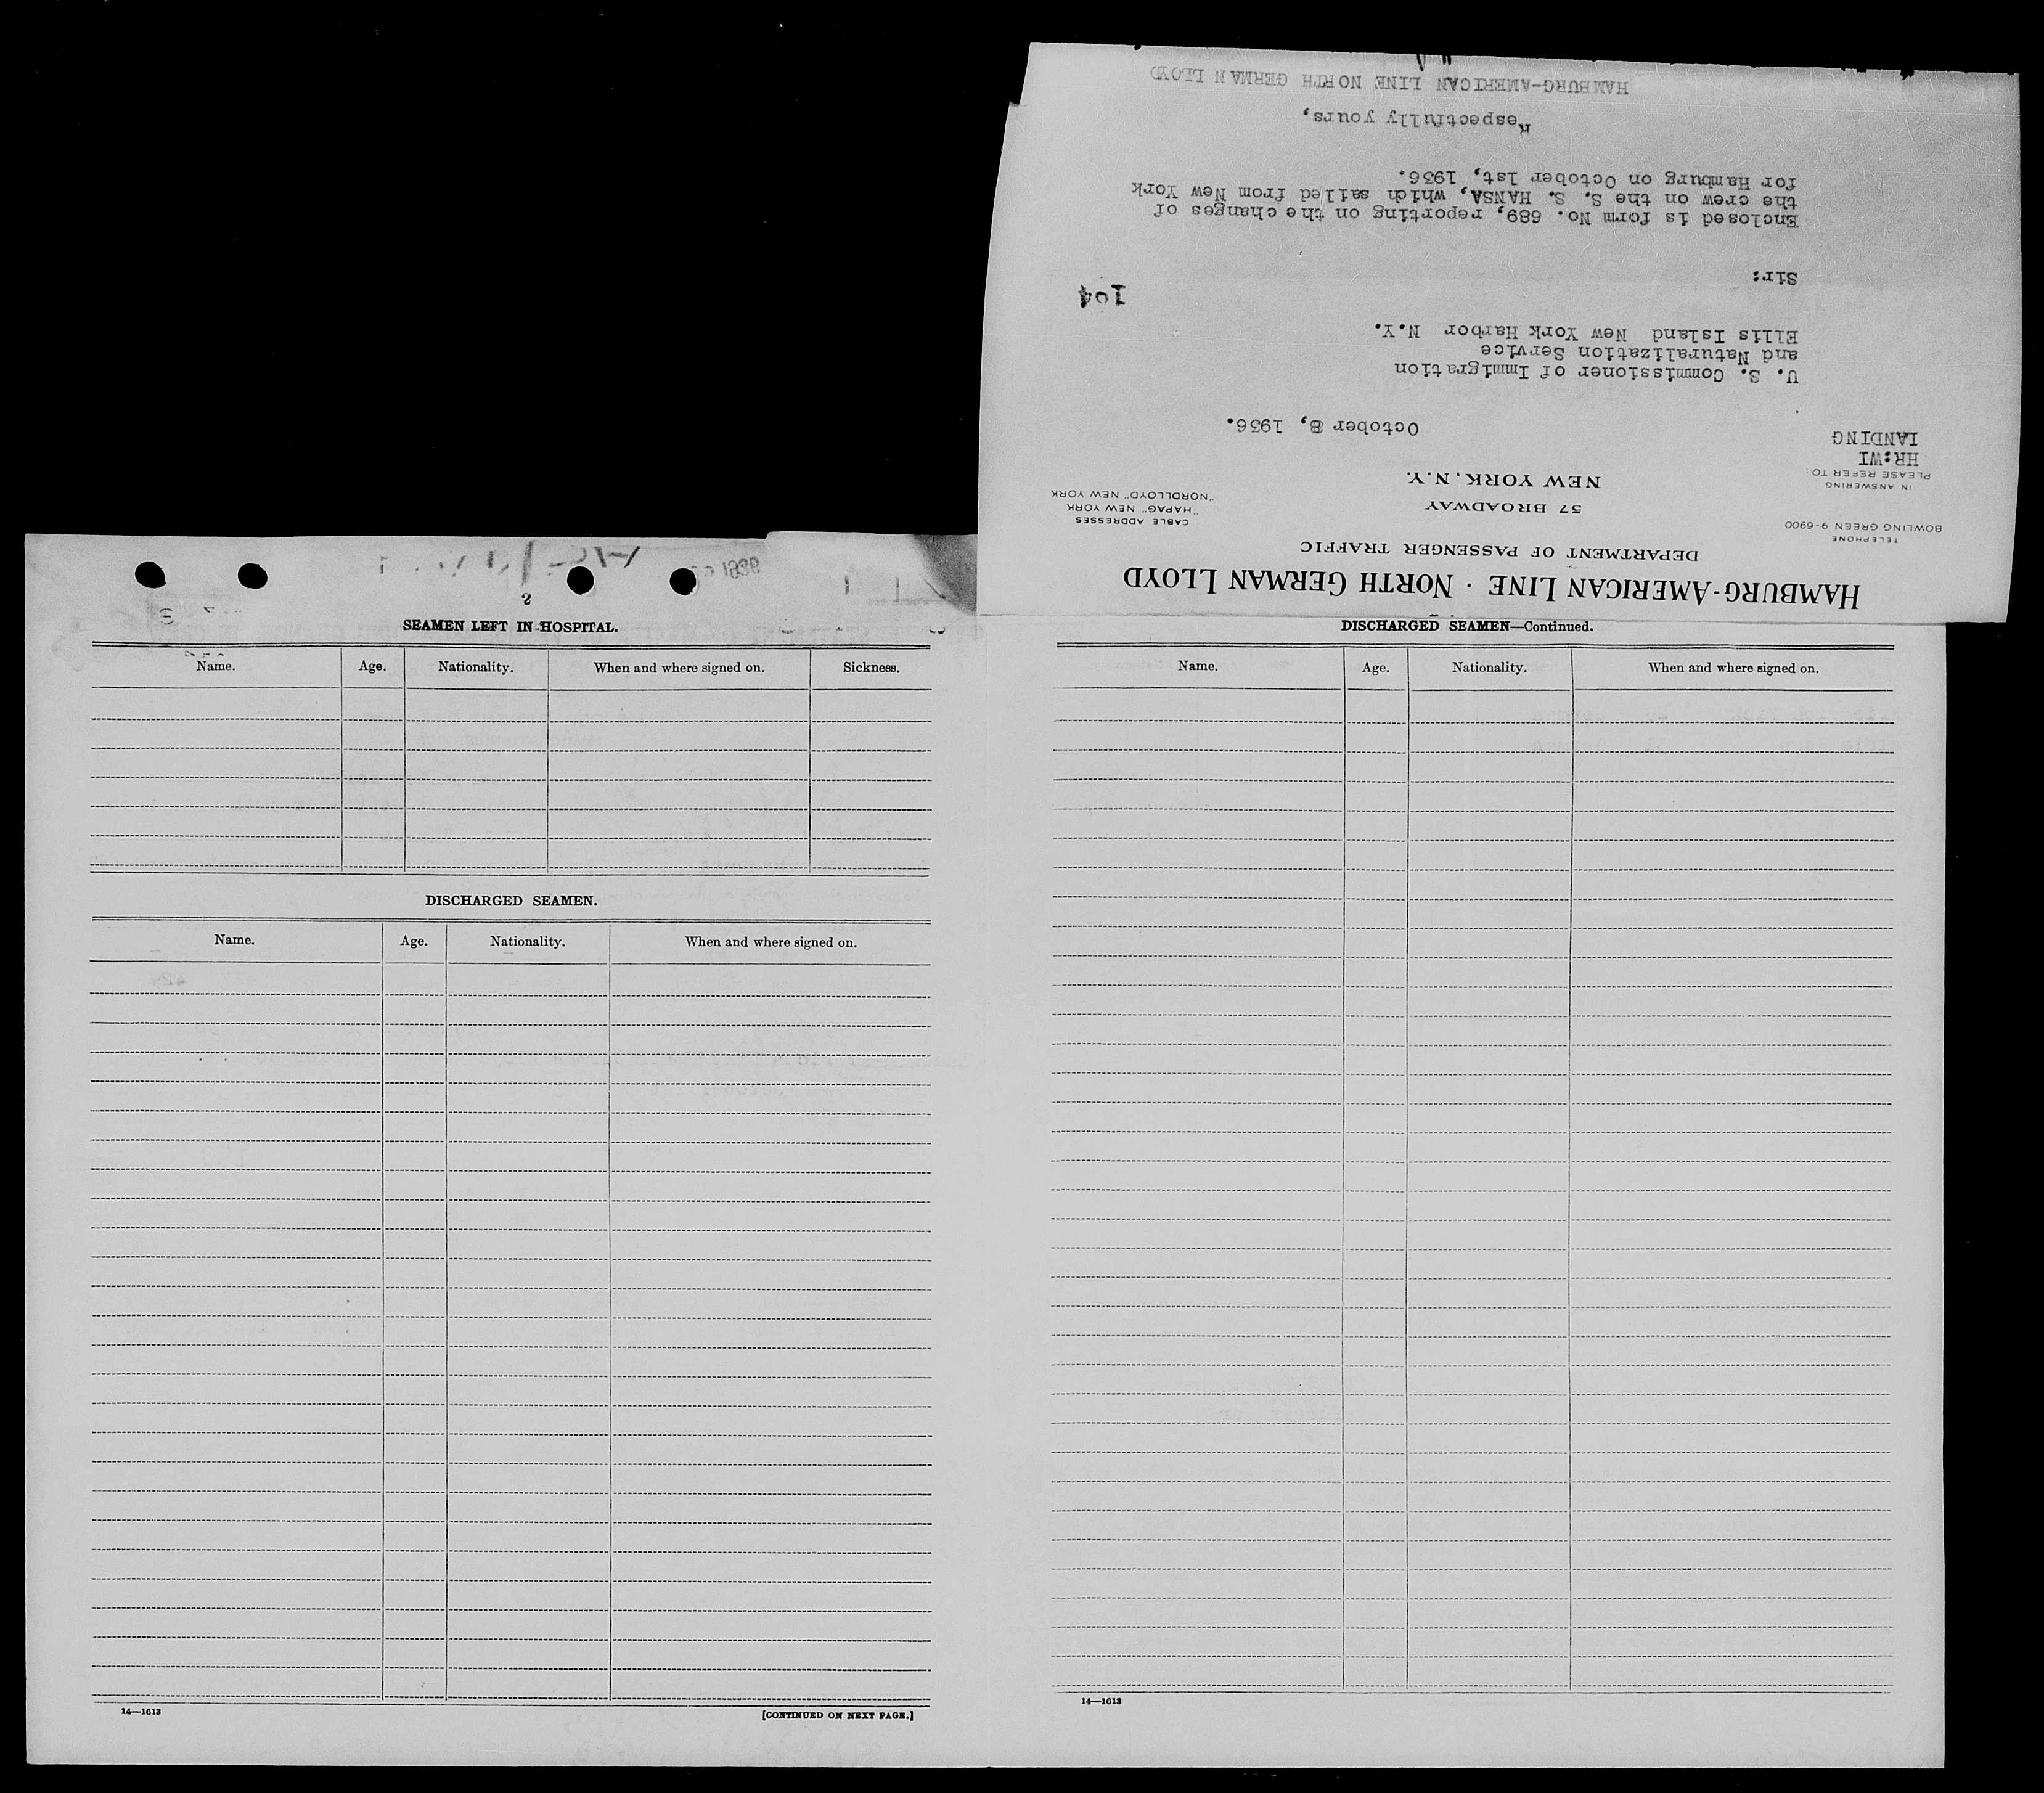 HAMBURG-AMERICAN LINE · NORTH GERMAN LLOYD
DEPARTMENT OF PASSENGER TRAFFIC
57 BROADWAY
NEW YORK, N.Y.
TELEPHONE
BOWLING GREEN 9-6900
CABLE ADDRESSES
"HAPAG" NEW YORK
"NORDLLOYD" NEW YORK
IN ANSWERING
PLEASE REFER TO:
HR:WI
LANDING
October 8, 1936.
U. S. Commissioner of Immigration
and Naturalization Service
Ellis Island New York Harbor N.Y.
104
Sir:
Enclosed is form No. 689, reporting on the changes of
the crew on the S. S. HANSA, which sailed from New York
for Hamburg on October 1st, 1936.
Respectfully yours,
HAMBURG-AMERICAN LINE NORTH GERMAN LLOYD
2
SEAMEN LEFT IN HOSPITAL.
Name. Age. Nationality. When and where signed on. Sickness.
DISCHARGED SEAMEN.
Name. Age. Nationality. When and where signed on.
14—1613
[CONTINUED ON NEXT PAGE.]
DISCHARGED SEAMEN—Continued.
Name. Age. Nationality. When and where signed on.
14—1613